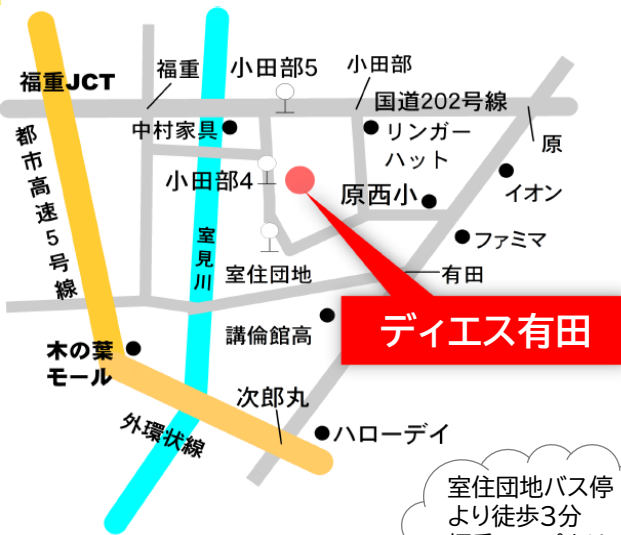 福重JCT
福重
小田部5
小田部
国道202号線
中村家具
リンガー
ハット
原
都市高速5号線
小田部4
原西小
イオン
室見川
ファミマ
室住団地
有田
ディエス有田
講倫館高
木の葉
モール
次郎丸
外環状線
ハローデイ
室住団地バス停
より徒歩3分